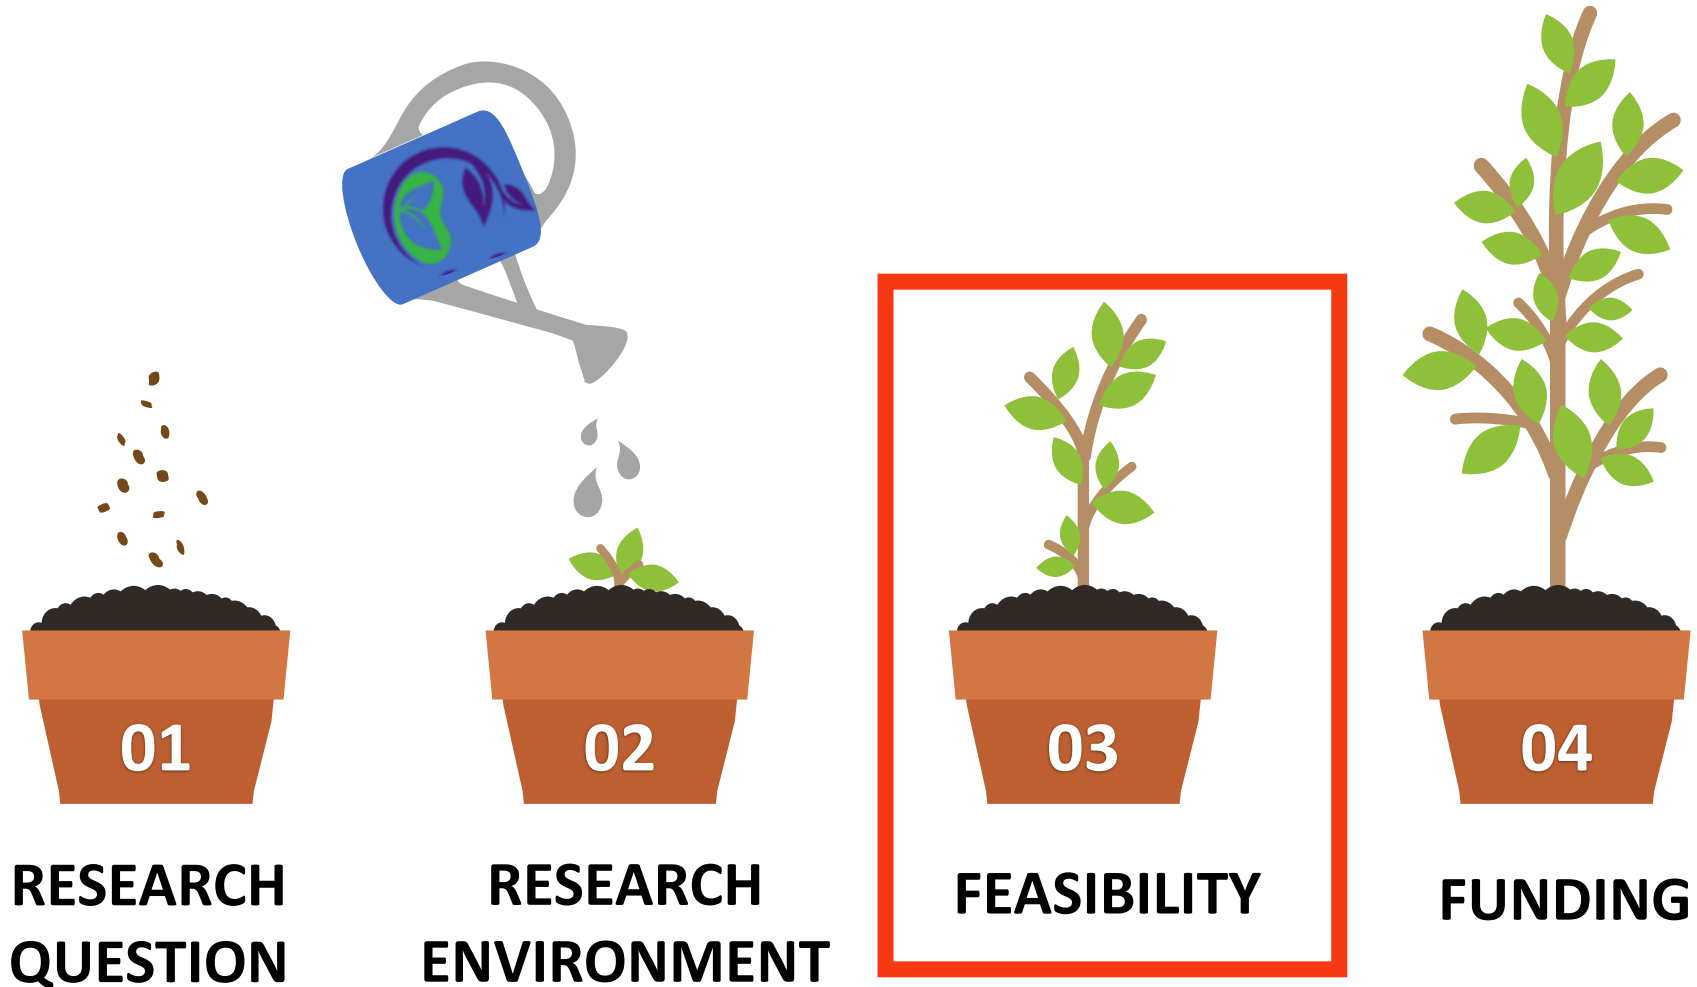 01
02
03
04
RESEARCH
QUESTION
RESEARCH
ENVIRONMENT
FEASIBILITY
FUNDING